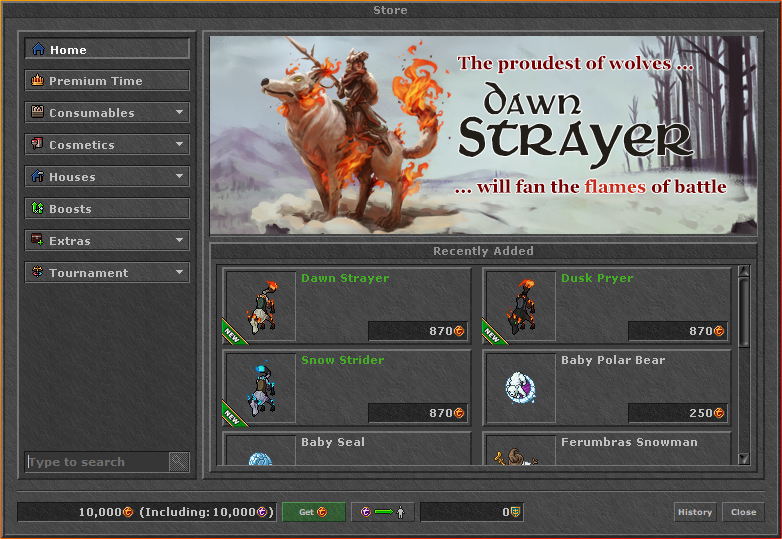 Store
Home
Premium Time
Consumables
Cosmetics
Houses
Boosts
Extras
Tournament
Type to search
The proudest of wolves ...
DAWN
STRAYER
... will fan the flames of battle
Recently Added
Dawn Strayer
NEW
870
Dusk Pryer
NEW
870
Snow Strider
NEW
870
Baby Polar Bear
250
Baby Seal
Ferumbras Snowman
10,000 (Including: 10,000)
Get
0
History
Close